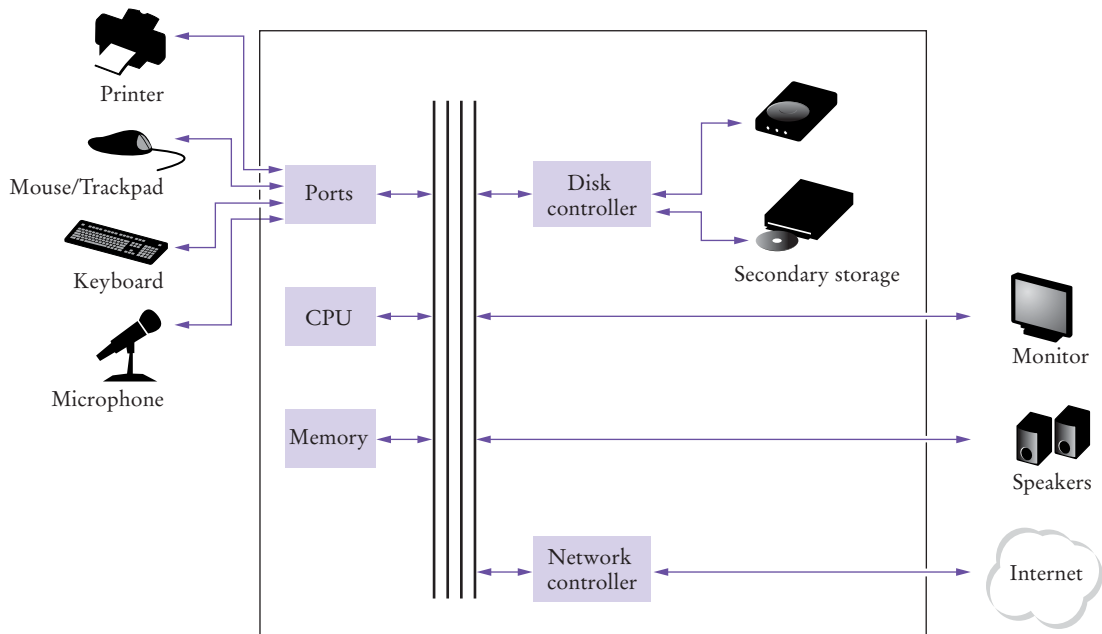 Printer
Mouse/Trackpad
Keyboard
Microphone
Ports
CPU
Memory
Disk
controller
Secondary storage
Monitor
Speakers
Network
controller
Internet